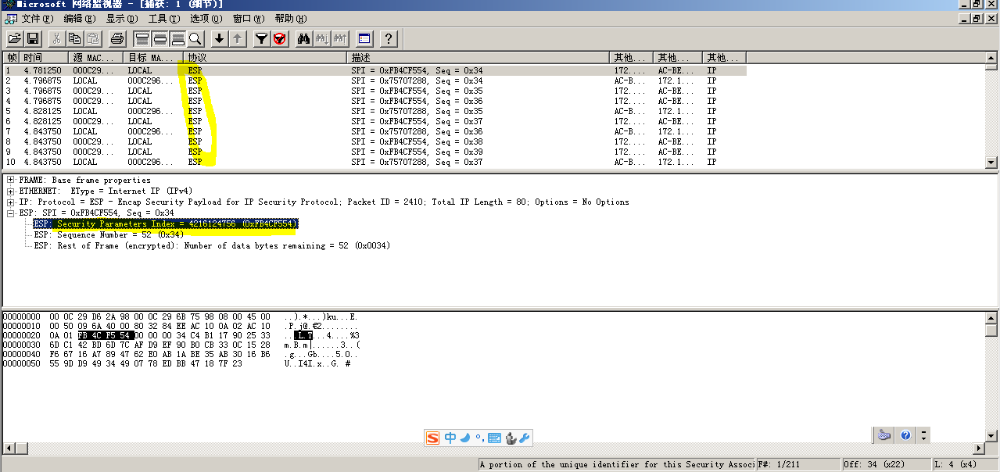 Microsoft 网络监视器 - [捕获: 1 (细节)]
文件(F) 编辑(E) 显示(D) 工具(T) 选项(O) 窗口(W) 帮助(H)
帧 时间 源 MAC... 目标 MA... 协议 描述 其他... 其他... 其他...
1 4.781250 000C29... LOCAL ESP SPI = 0xFB4CF554, Seq = 0x34 172.... AC-BE... IP
2 4.796875 LOCAL 000C296... ESP SPI = 0x75707288, Seq = 0x34 AC-B... 172.1... IP
3 4.796875 000C29... LOCAL ESP SPI = 0xFB4CF554, Seq = 0x35 172.... AC-BE... IP
4 4.796875 000C29... LOCAL ESP SPI = 0xFB4CF554, Seq = 0x36 172.... AC-BE... IP
5 4.828125 LOCAL 000C296... ESP SPI = 0x75707288, Seq = 0x35 AC-B... 172.1... IP
6 4.828125 000C29... LOCAL ESP SPI = 0xFB4CF554, Seq = 0x37 172.... AC-BE... IP
7 4.843750 LOCAL 000C296... ESP SPI = 0x75707288, Seq = 0x36 AC-B... 172.1... IP
8 4.843750 000C29... LOCAL ESP SPI = 0xFB4CF554, Seq = 0x38 172.... AC-BE... IP
9 4.843750 000C29... LOCAL ESP SPI = 0xFB4CF554, Seq = 0x39 172.... AC-BE... IP
10 4.843750 LOCAL 000C296... ESP SPI = 0x75707288, Seq = 0x37 AC-B... 172.1... IP
FRAME: Base frame properties
ETHERNET: EType = Internet IP (IPv4)
IP: Protocol = ESP - Encap Security Payload for IP Security Protocol; Packet ID = 2410; Total IP Length = 80; Options = No Options
ESP: SPI = 0xFB4CF554, Seq = 0x34
ESP: Security Parameters Index = 4216124756 (0xFB4CF554)
ESP: Sequence Number = 52 (0x34)
ESP: Rest of Frame (encrypted): Number of data bytes remaining = 52 (0x0034)
00000000 00 0C 29 D6 2A 98 00 0C 29 6B 75 98 08 00 45 00 ..).*...)ku...E.
00000010 00 50 09 6A 40 00 80 32 84 EE AC 10 0A 02 AC 10 .P.j@.€2........
00000020 0A 01 FB 4C F5 54 00 00 00 34 C4 B1 17 90 25 33 ...L.T...4....%3
00000030 6D C1 42 BD 6D 7C AF D9 EF 90 B0 CB 33 0C 15 28 m.B.m|......3..(
00000040 F6 67 16 A7 89 47 62 E0 AB 1A BE 35 AB 30 16 B6 .g...Gb....5.0..
00000050 55 9D D9 49 34 49 07 78 ED BB 47 18 7F 23 U..I4I.x..G. #
S 中
A portion of the unique identifier for this Security Associ F#: 1/211 Off: 34 (x22) L: 4 (x4)